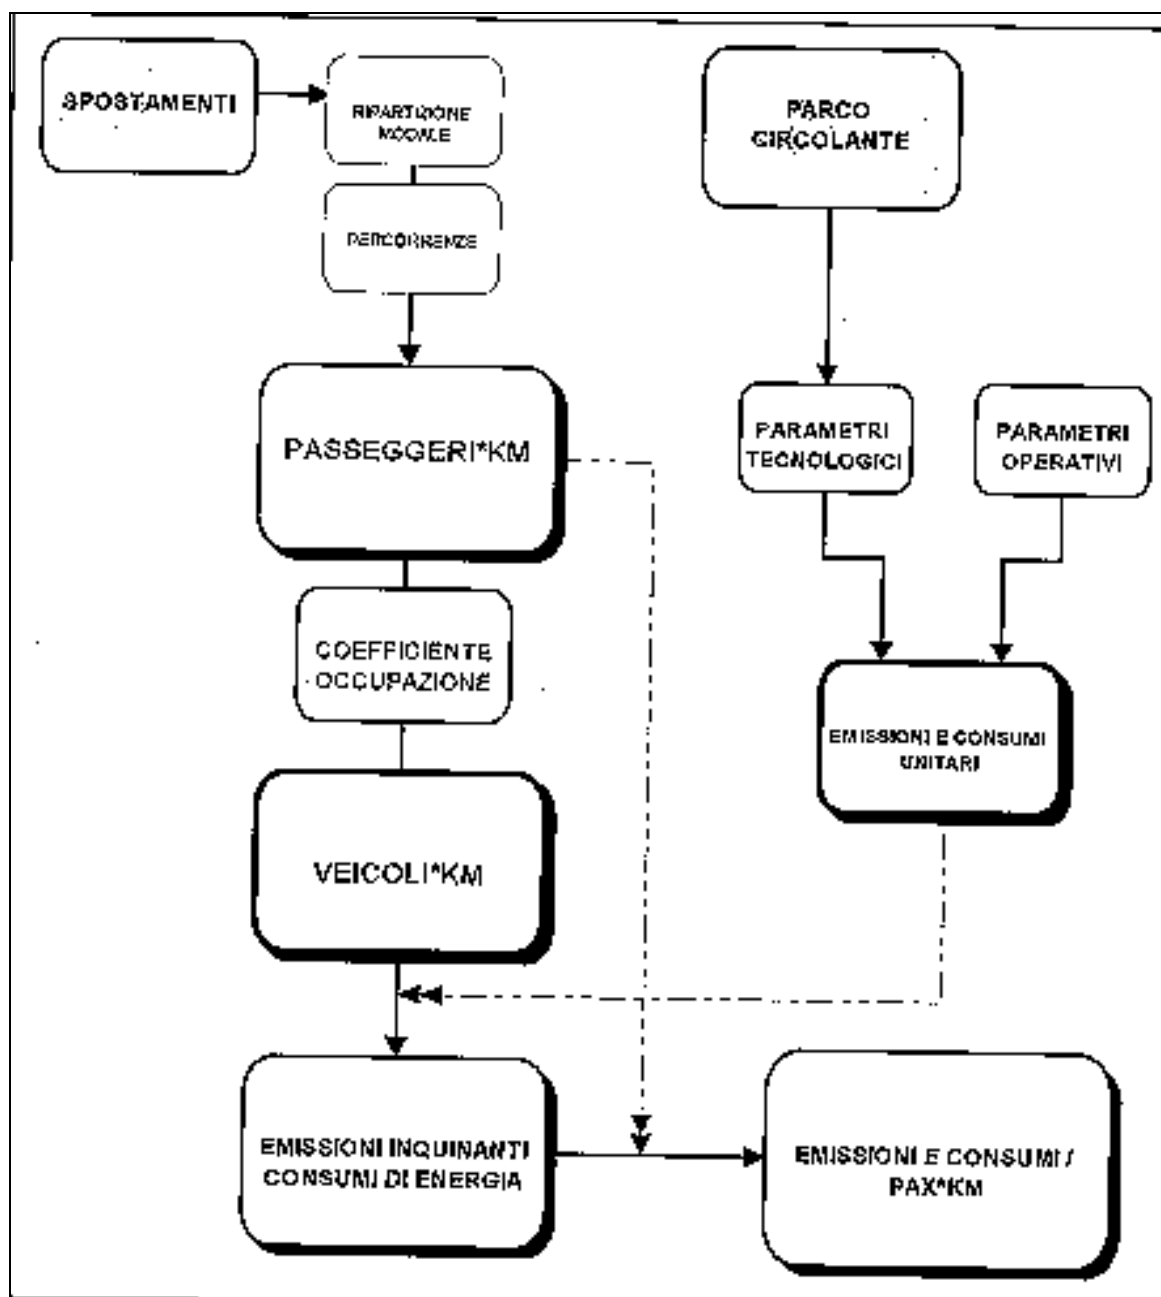 SPOSTAMENTI
RIPARTIZIONE
MODALE
PERCORRENZE
PARCO
CIRCOLANTE
PASSEGGERI*KM
PARAMETRI
TECNOLOGICI
PARAMETRI
OPERATIVI
COEFFICIENTE
OCCUPAZIONE
EMISSIONI E CONSUMI
UNITARI
VEICOLI*KM
EMISSIONI INQUINANTI
CONSUMI DI ENERGIA
EMISSIONI E CONSUMI /
PAX*KM